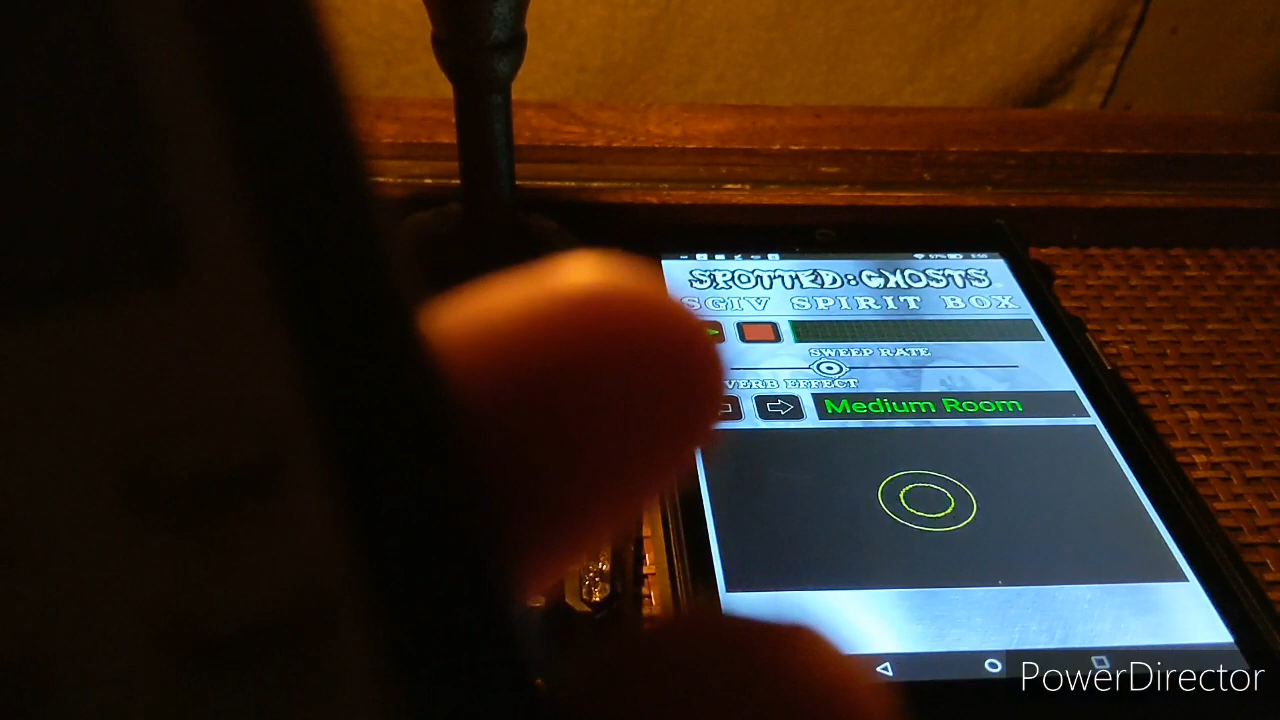 SPOTTED: GHOSTS
SGIV SPIRIT BOX
SWEEP RATE
VERB EFFECT
Medium Room
PowerDirector